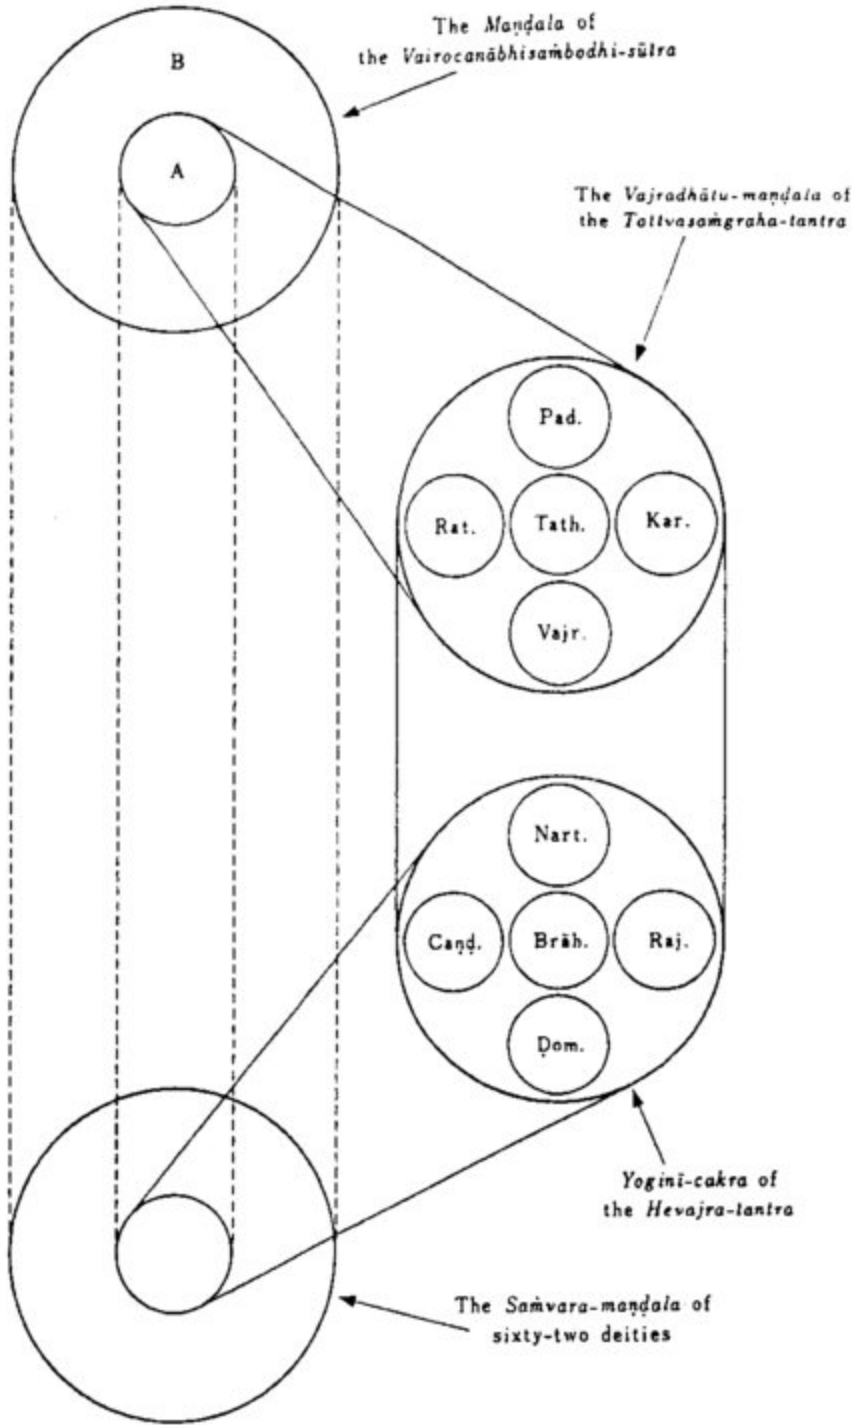 The Maṇḍala of
the Vairocanābhisaṁbodhi-sūtra
B
A
The Vajradhātu-maṇḍala of
the Tattvasaṁgraha-tantra
Pad.
Rat.
Tath.
Kar.
Vajr.
Nart.
Caṇḍ.
Brāh.
Raj.
Ḍom.
Yoginī-cakra of
the Hevajra-tantra
The Saṁvara-maṇḍala of
sixty-two deities